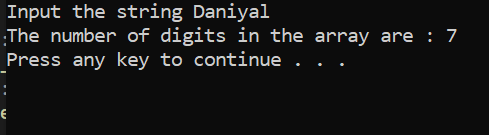 Input the string Daniyal
The number of digits in the array are : 7
Press any key to continue . . .